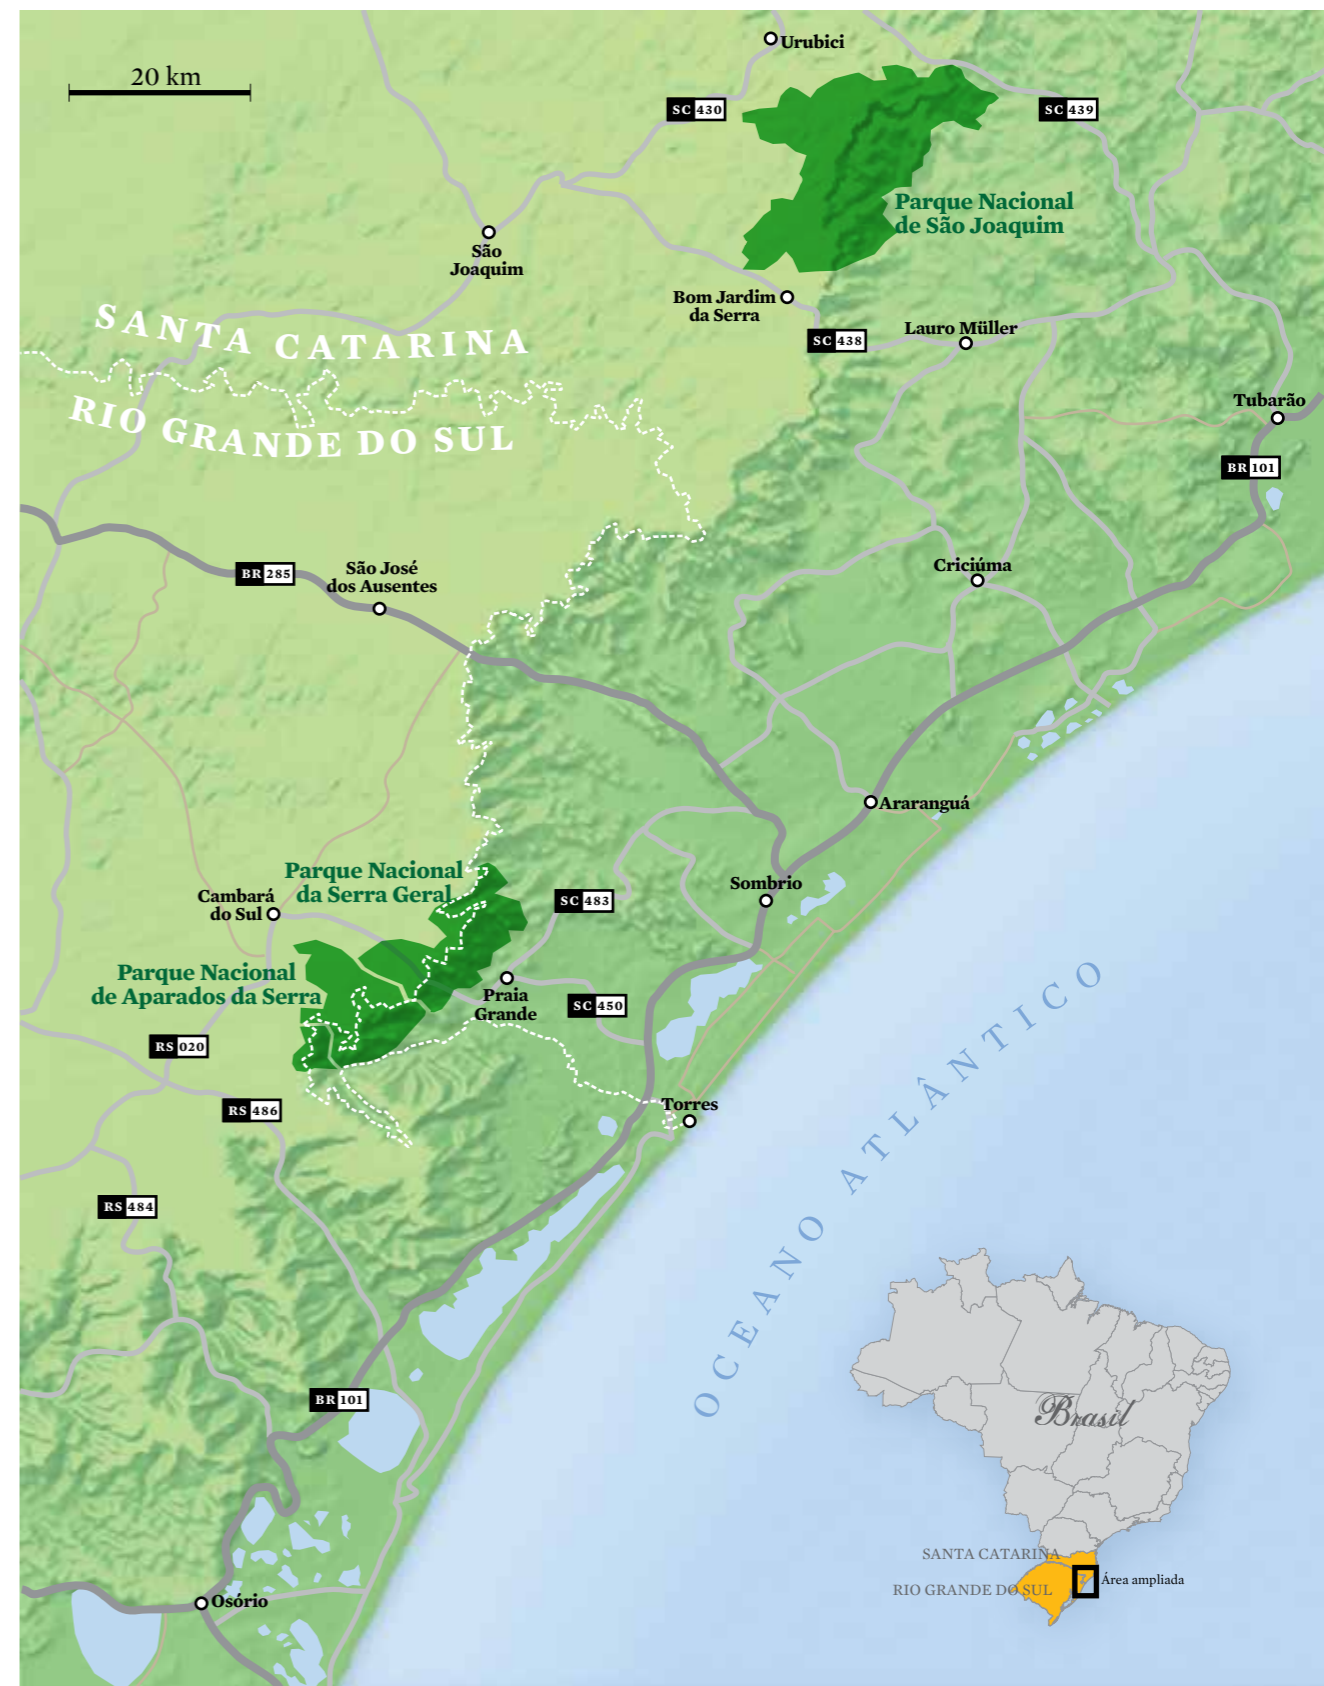 Urubici
20 km
SC 430
SC 439
Parque Nacional
de São Joaquim
São
Joaquim
Bom Jardim
da Serra
SC 438
Lauro Müller
SANTA CATARINA
RIO GRANDE DO SUL
Tubarão
BR 101
BR 285
São José
dos Ausentes
Criciúma
Araranguá
Parque Nacional
da Serra Geral
Cambará
do Sul
SC 483
Sombrio
Parque Nacional
de Aparados da Serra
Praia
Grande
SC 450
RS 020
RS 486
Torres
OCEANO ATLÂNTICO
RS 484
BR 101
Brasil
SANTA CATARINA
RIO GRANDE DO SUL
Área ampliada
Osório